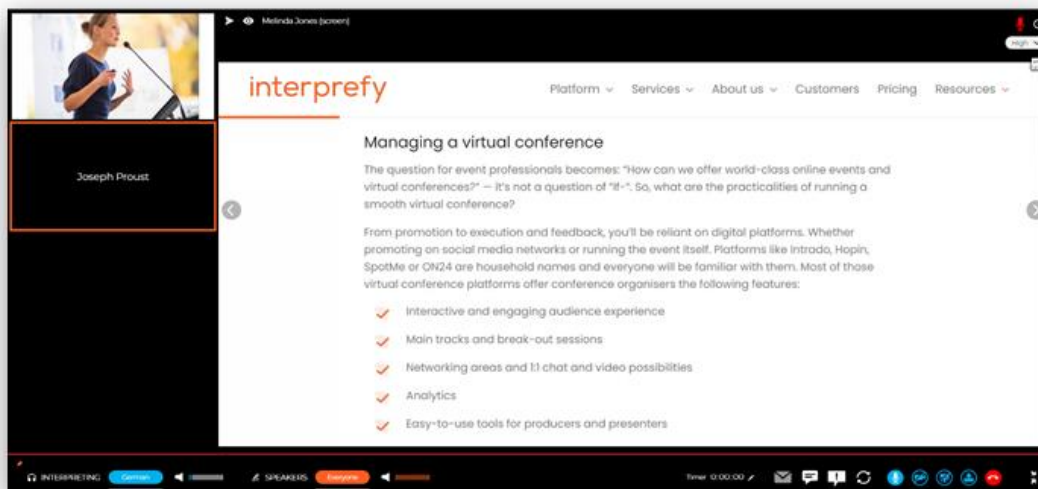 Melinda Jones (screen)
High
interprefy
Platform Services About us Customers Pricing Resources
Joseph Proust
Managing a virtual conference
The question for event professionals becomes: "How can we offer world-class online events and
virtual conferences?" — it's not a question of "if-". So, what are the practicalities of running a
smooth virtual conference?
From promotion to execution and feedback, you'll be reliant on digital platforms. Whether
promoting on social media networks or running the event itself. Platforms like Intrado, Hopin,
SpotMe or ON24 are household names and everyone will be familiar with them. Most of those
virtual conference platforms offer conference organisers the following features:
Interactive and engaging audience experience
Main tracks and break-out sessions
Networking areas and 1:1 chat and video possibilities
Analytics
Easy-to-use tools for producers and presenters
INTERPRETING German SPEAKERS Everyone Timer 0:00:00